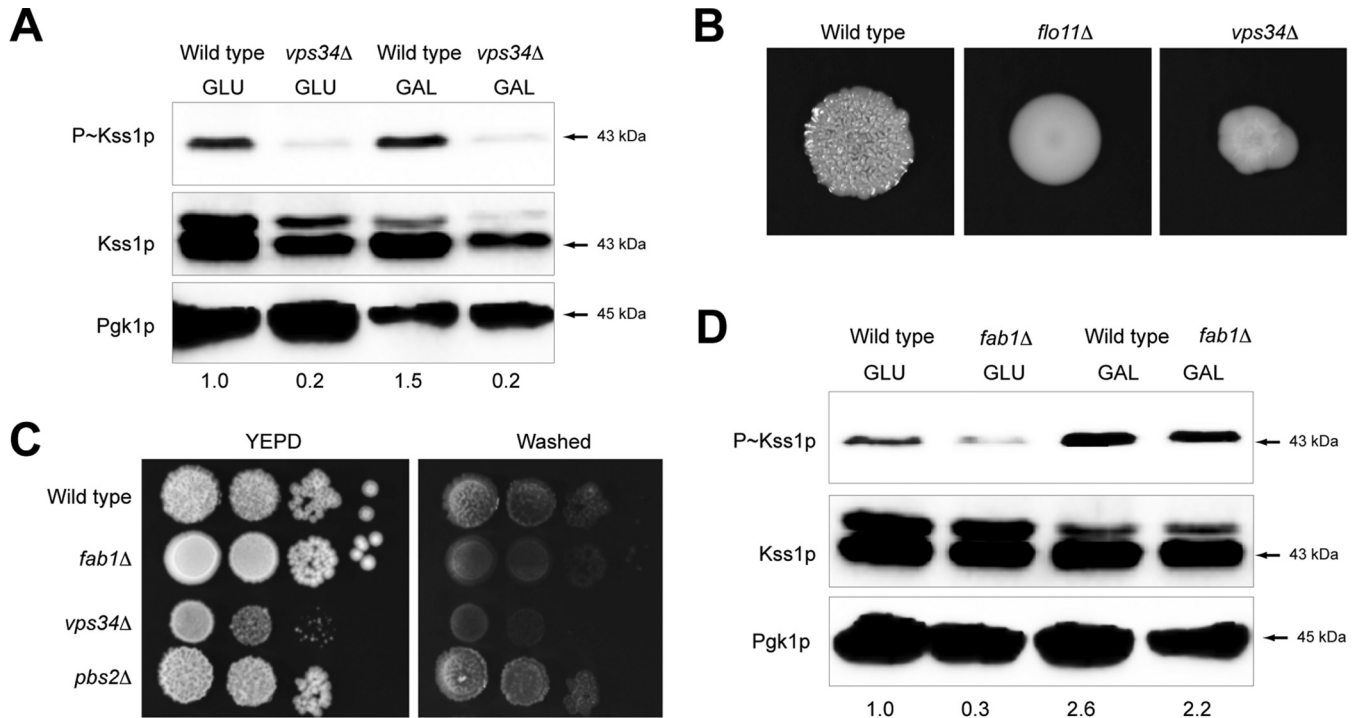 A
Wild type vps34Δ Wild type vps34Δ
GLU GLU GAL GAL
P~Kss1p 43 kDa
Kss1p 43 kDa
Pgk1p 45 kDa
1.0 0.2 1.5 0.2
B
Wild type flo11Δ vps34Δ
C
YEPD Washed
Wild type
fab1Δ
vps34Δ
pbs2Δ
D
Wild type fab1Δ Wild type fab1Δ
GLU GLU GAL GAL
P~Kss1p 43 kDa
Kss1p 43 kDa
Pgk1p 45 kDa
1.0 0.3 2.6 2.2